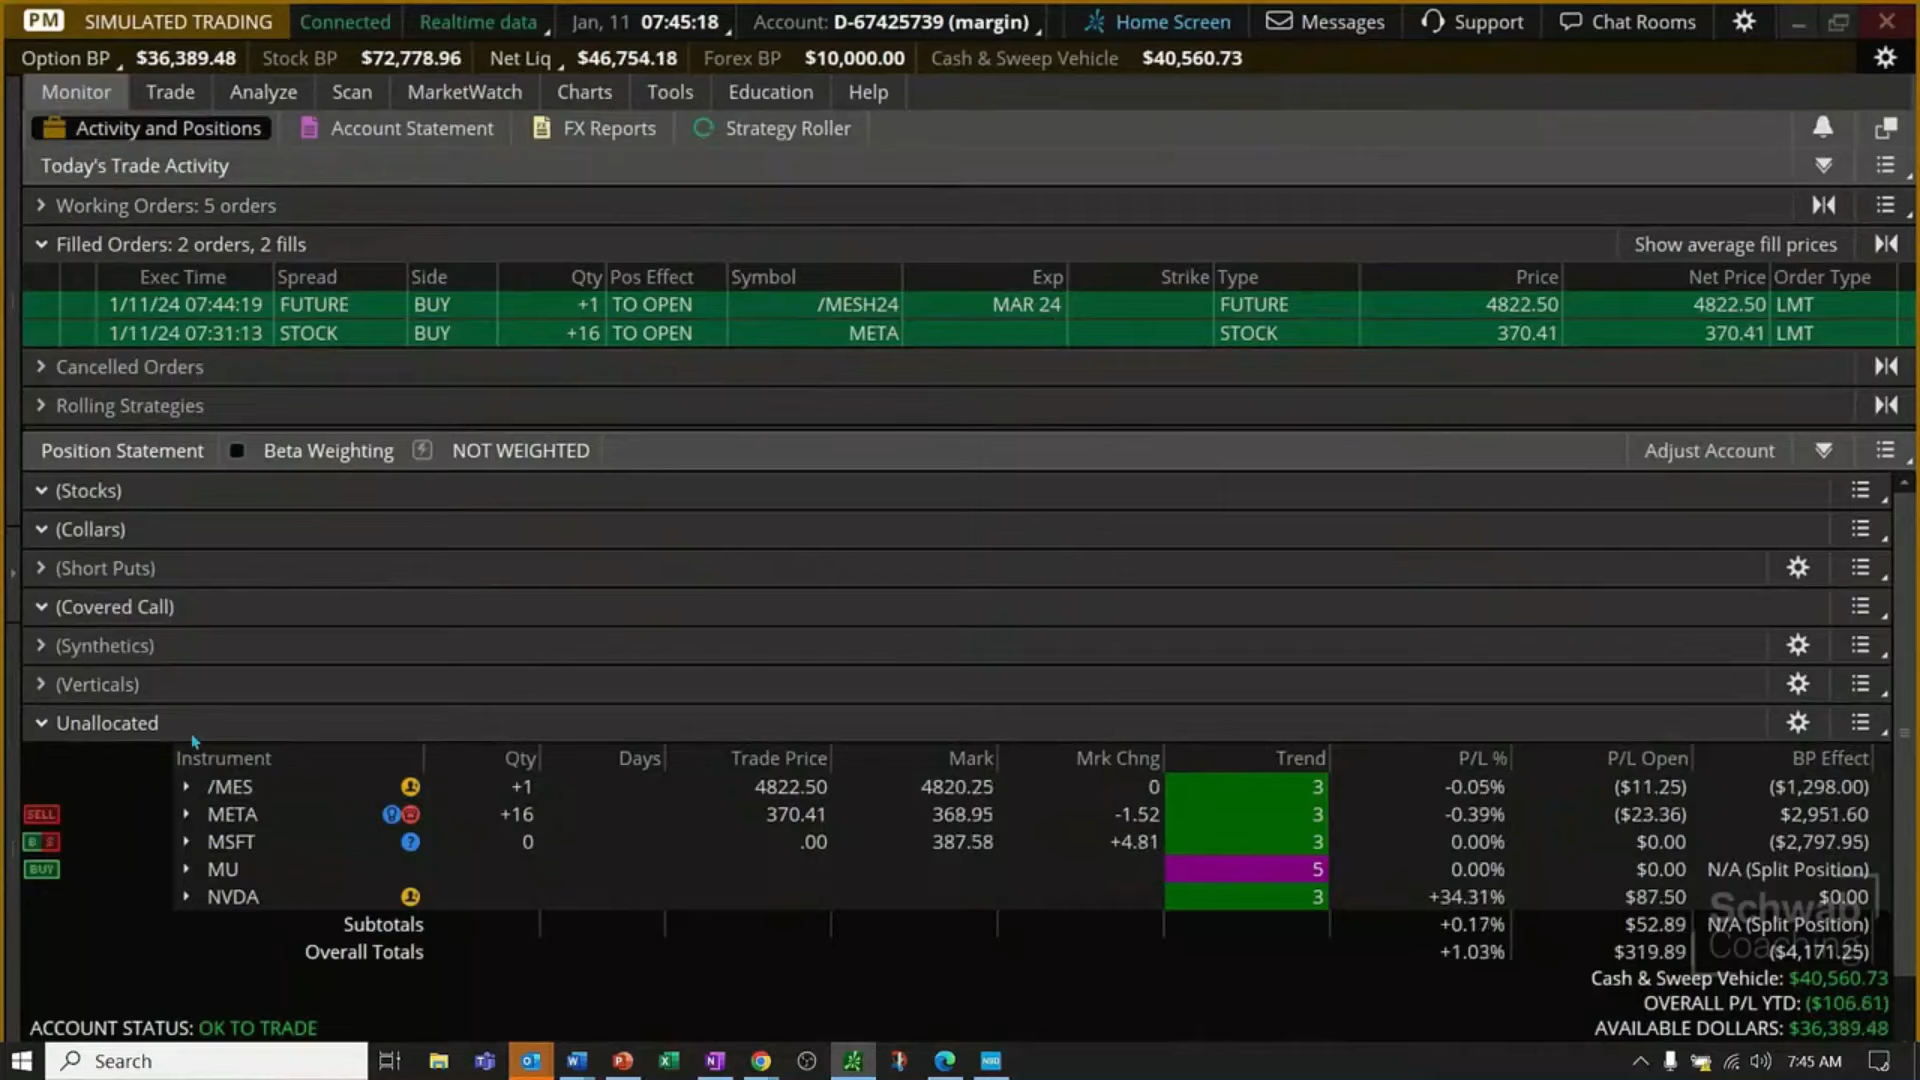 PM SIMULATED TRADING Connected Realtime data Jan, 11 07:45:18 Account: D-67425739 (margin) Home Screen Messages Support Chat Rooms
Option BP $36,389.48 Stock BP $72,778.96 Net Liq $46,754.18 Forex BP $10,000.00 Cash & Sweep Vehicle $40,560.73
Monitor Trade Analyze Scan MarketWatch Charts Tools Education Help
Activity and Positions Account Statement FX Reports Strategy Roller
Today's Trade Activity
Working Orders: 5 orders
Filled Orders: 2 orders, 2 fills Show average fill prices
Exec Time Spread Side Qty Pos Effect Symbol Exp Strike Type Price Net Price Order Type
1/11/24 07:44:19 FUTURE BUY +1 TO OPEN /MESH24 MAR 24 FUTURE 4822.50 4822.50 LMT
1/11/24 07:31:13 STOCK BUY +16 TO OPEN META STOCK 370.41 370.41 LMT
Cancelled Orders
Rolling Strategies
Position Statement Beta Weighting NOT WEIGHTED Adjust Account
(Stocks)
(Collars)
(Short Puts)
(Covered Call)
(Synthetics)
(Verticals)
Unallocated
Instrument Qty Days Trade Price Mark Mrk Chng Trend P/L % P/L Open BP Effect
/MES +1 4822.50 4820.25 0 3 -0.05% ($11.25) ($1,298.00)
SELL META +16 370.41 368.95 -1.52 3 -0.39% ($23.36) $2,951.60
B S MSFT ? 0 .00 387.58 +4.81 3 0.00% $0.00 ($2,797.95)
BUY MU 5 0.00% $0.00 N/A (Split Position)
NVDA 3 +34.31% $87.50 $0.00
Subtotals +0.17% $52.89 N/A (Split Position)
Overall Totals +1.03% $319.89 ($4,171.25)
Schwab
Coaching
Cash & Sweep Vehicle: $40,560.73
OVERALL P/L YTD: ($106.61)
ACCOUNT STATUS: OK TO TRADE AVAILABLE DOLLARS: $36,389.48
Search 7:45 AM